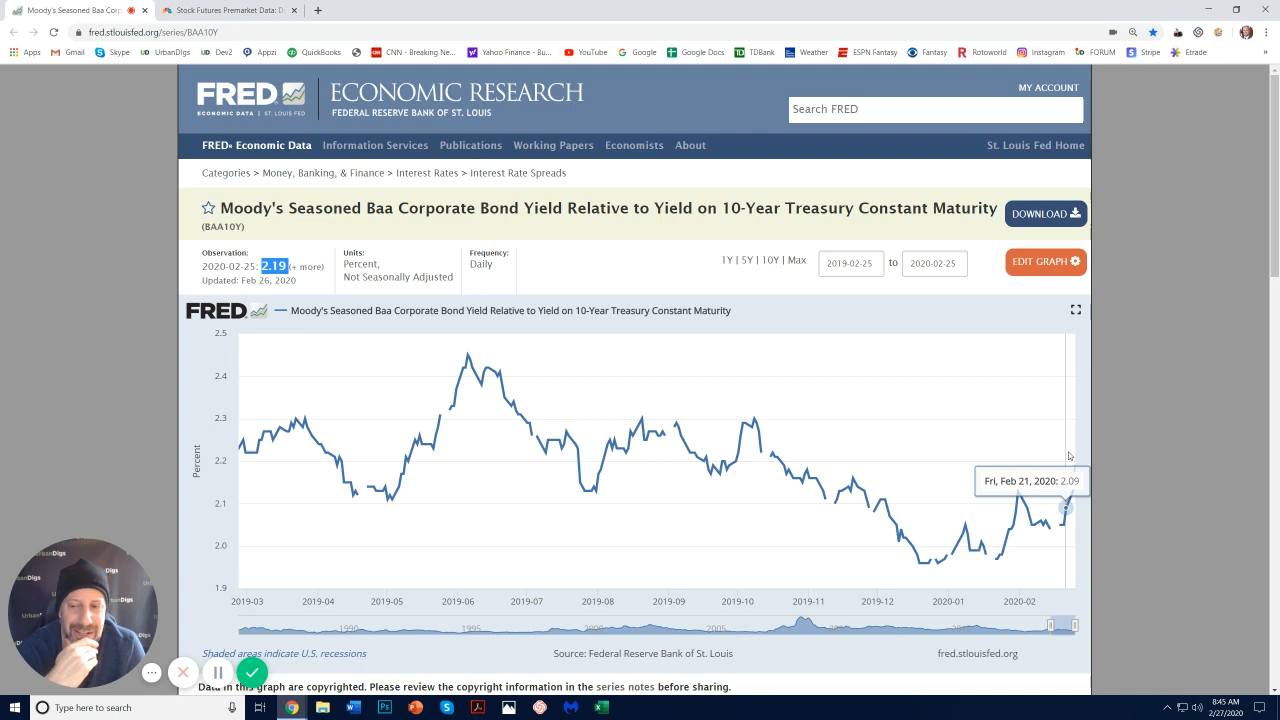 Moody's Seasoned Baa Corp
Stock Futures Premarket Data: D
fred.stlouisfed.org/series/BAA10Y
Apps
Gmail
Skype
UrbanDigs
Dev2
Appzi
QuickBooks
CNN - Breaking Ne...
Yahoo Finance - Bu...
YouTube
Google
Google Docs
TDBank
Weather
ESPN Fantasy
Fantasy
Rotoworld
Instagram
FORUM
Stripe
Etrade
FRED
ECONOMIC DATA | ST. LOUIS FED
ECONOMIC RESEARCH
FEDERAL RESERVE BANK OF ST. LOUIS
MY ACCOUNT
Search FRED
FRED® Economic Data Information Services Publications Working Papers Economists About St. Louis Fed Home
Categories > Money, Banking, & Finance > Interest Rates > Interest Rate Spreads
Moody's Seasoned Baa Corporate Bond Yield Relative to Yield on 10-Year Treasury Constant Maturity
(BAA10Y)
DOWNLOAD
Observation:
2020-02-25: 2.19 (+ more)
Updated: Feb 26, 2020
Units:
Percent,
Not Seasonally Adjusted
Frequency:
Daily
1Y | 5Y | 10Y | Max
2019-02-25 to 2020-02-25
EDIT GRAPH
FRED
Moody's Seasoned Baa Corporate Bond Yield Relative to Yield on 10-Year Treasury Constant Maturity
2.5
2.4
2.3
2.2
2.1
2.0
1.9
Percent
Fri, Feb 21, 2020: 2.09
2019-03 2019-04 2019-05 2019-06 2019-07 2019-08 2019-09 2019-10 2019-11 2019-12 2020-01 2020-02
1990 1995 2000 2005
Shaded areas indicate U.S. recessions
Source: Federal Reserve Bank of St. Louis
fred.stlouisfed.org
Data in this graph are copyrighted. Please review the copyright information in the series notes before sharing.
UrbanDigs
Type here to search
8:45 AM
2/27/2020